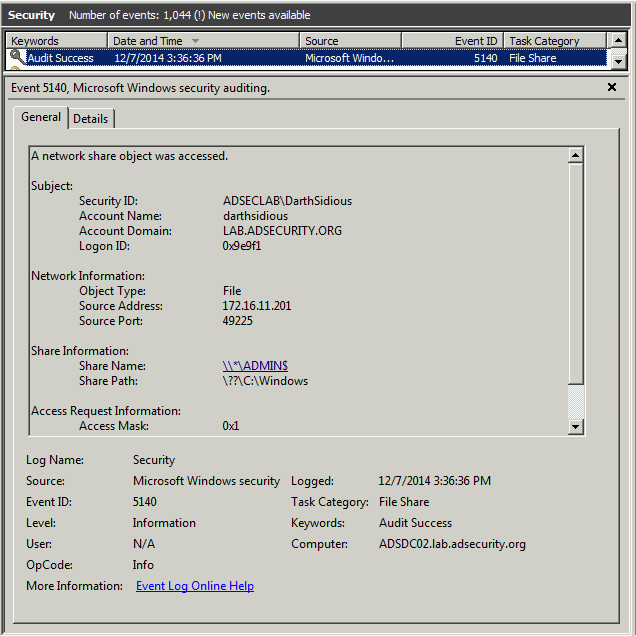 Security Number of events: 1,044 (!) New events available
Keywords Date and Time Source Event ID Task Category
Audit Success 12/7/2014 3:36:36 PM Microsoft Windo... 5140 File Share
Event 5140, Microsoft Windows security auditing.
General Details
A network share object was accessed.
Subject:
Security ID: ADSECLAB\DarthSidious
Account Name: darthsidious
Account Domain: LAB.ADSECURITY.ORG
Logon ID: 0x9e9f1
Network Information:
Object Type: File
Source Address: 172.16.11.201
Source Port: 49225
Share Information:
Share Name: \\*\ADMIN$
Share Path: \??\C:\Windows
Access Request Information:
Access Mask: 0x1
Log Name: Security
Source: Microsoft Windows security Logged: 12/7/2014 3:36:36 PM
Event ID: 5140 Task Category: File Share
Level: Information Keywords: Audit Success
User: N/A Computer: ADSDC02.lab.adsecurity.org
OpCode: Info
More Information: Event Log Online Help